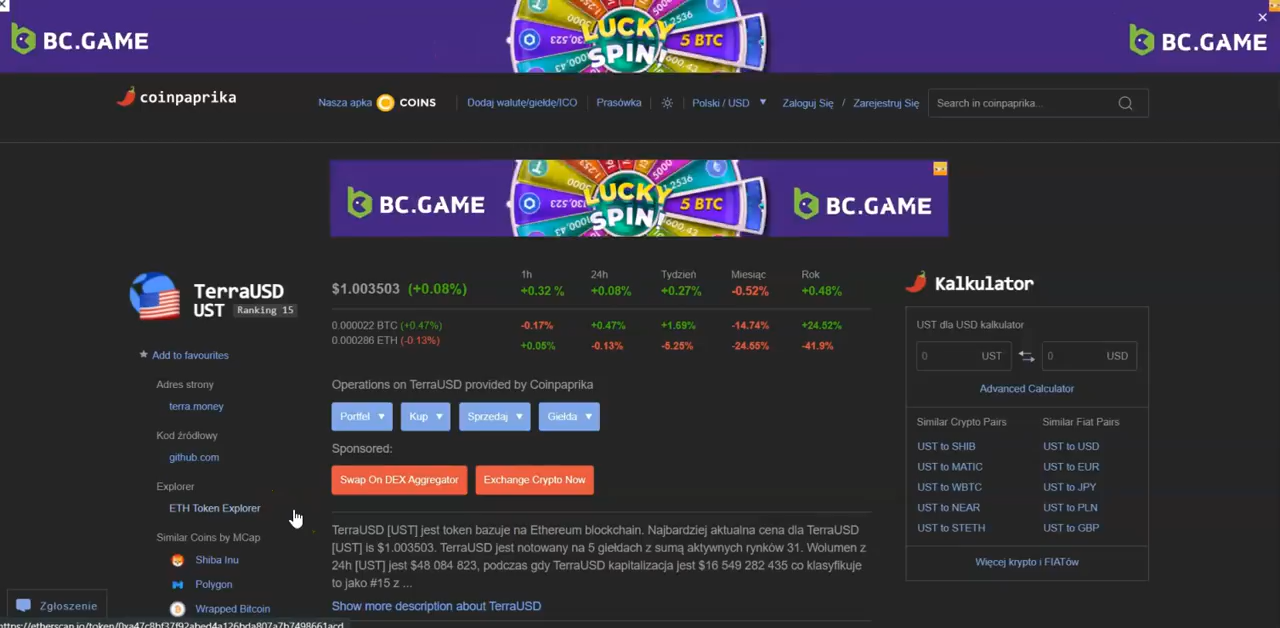 BC.GAME
LUCKY
SPIN!
5 BTC
BC.GAME
coinpaprika
Nasza apka COINS
Dodaj walutę/giełdę/ICO
Prasówka
Polski / USD
Zaloguj Się / Zarejestruj Się
Search in coinpaprika...
BC.GAME
LUCKY
SPIN!
5 BTC
BC.GAME
TerraUSD
UST Ranking 15
Add to favourites
Adres strony
terra.money
Kod źródłowy
github.com
Explorer
ETH Token Explorer
Similar Coins by MCap
Shiba Inu
Polygon
Wrapped Bitcoin
Zgłoszenie
$1.003503 (+0.08%)
1h 24h Tydzień Miesiąc Rok
+0.32 % +0.08% +0.27% -0.52% +0.48%
0.000022 BTC (+0.47%) -0.17% +0.47% +1.69% -14.74% +24.52%
0.000286 ETH (-0.13%) +0.05% -0.13% -5.25% -24.55% -41.9%
Operations on TerraUSD provided by Coinpaprika
Portfel Kup Sprzedaj Giełda
Sponsored:
Swap On DEX Aggregator Exchange Crypto Now
TerraUSD [UST] jest token bazuje na Ethereum blockchain. Najbardziej aktualna cena dla TerraUSD
[UST] is $1.003503. TerraUSD jest notowany na 5 giełdach z sumą aktywnych rynków 31. Wolumen z
24h [UST] jest $48 084 823, podczas gdy TerraUSD kapitalizacja jest $16 549 282 435 co klasyfikuje
to jako #15 z ...
Show more description about TerraUSD
Kalkulator
UST dla USD kalkulator
0 UST 0 USD
Advanced Calculator
Similar Crypto Pairs Similar Fiat Pairs
UST to SHIB UST to USD
UST to MATIC UST to EUR
UST to WBTC UST to JPY
UST to NEAR UST to PLN
UST to STETH UST to GBP
Więcej krypto i FIATów